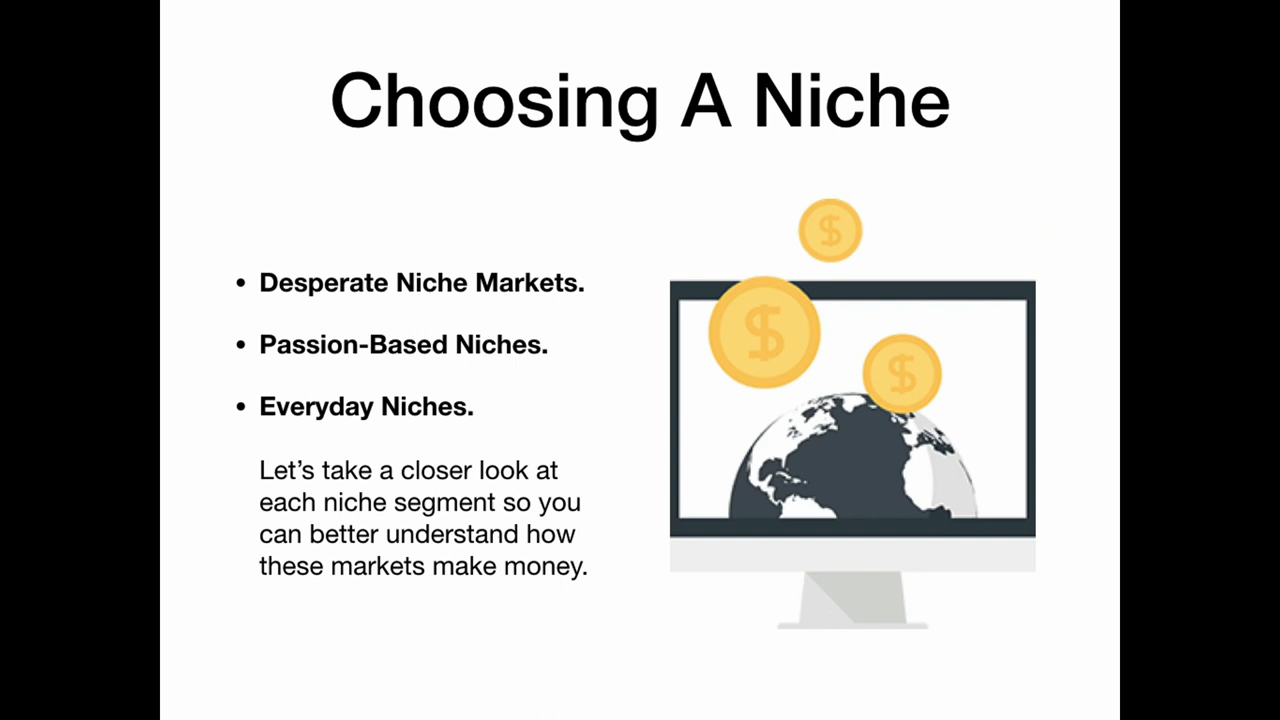 Choosing A Niche
• Desperate Niche Markets.
• Passion-Based Niches.
• Everyday Niches.
Let’s take a closer look at
each niche segment so you
can better understand how
these markets make money.
$
$
$